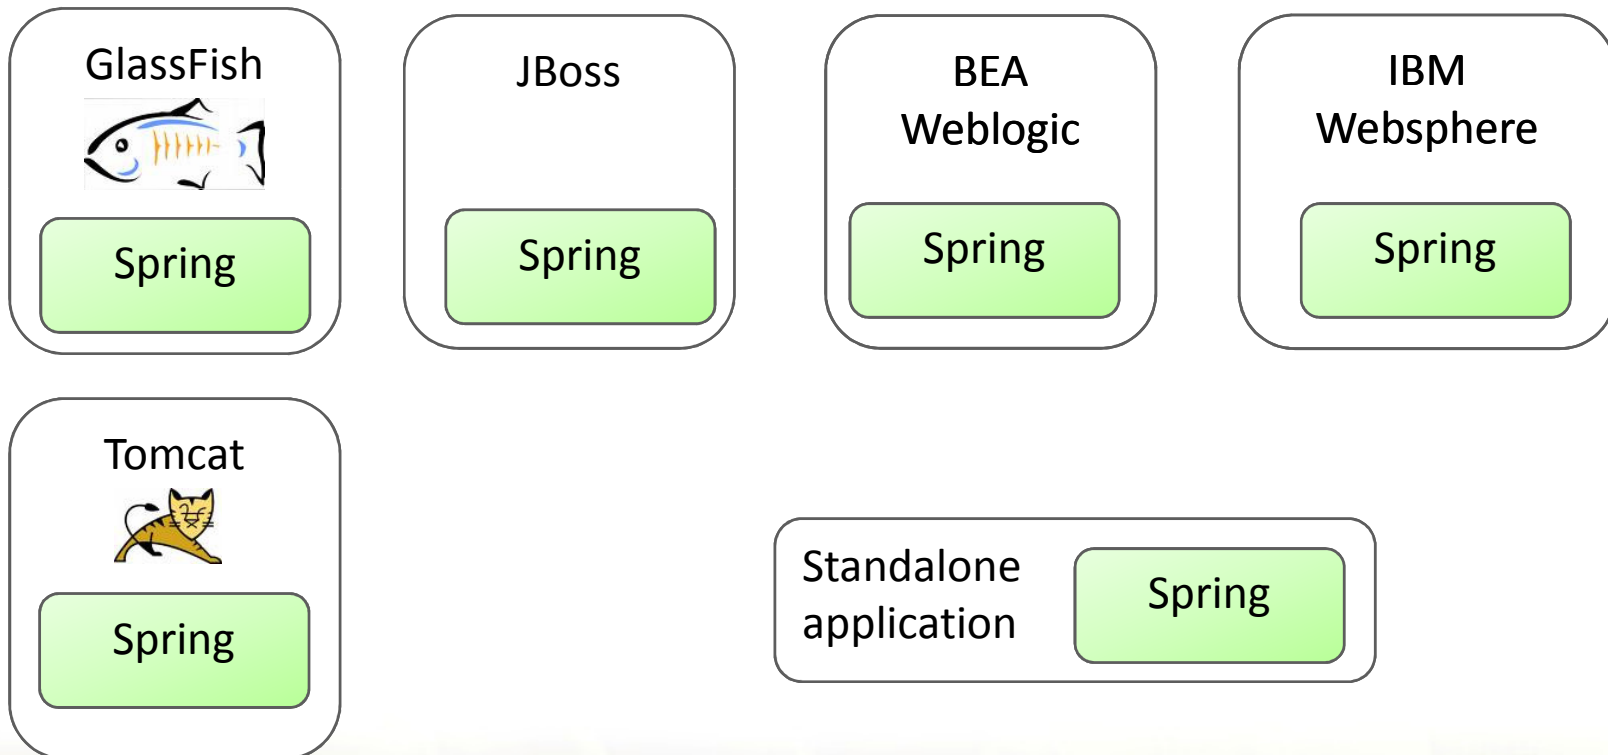 GlassFish
Spring
JBoss
Spring
BEA
Weblogic
Spring
IBM
Websphere
Spring
Tomcat
Spring
Standalone
application
Spring